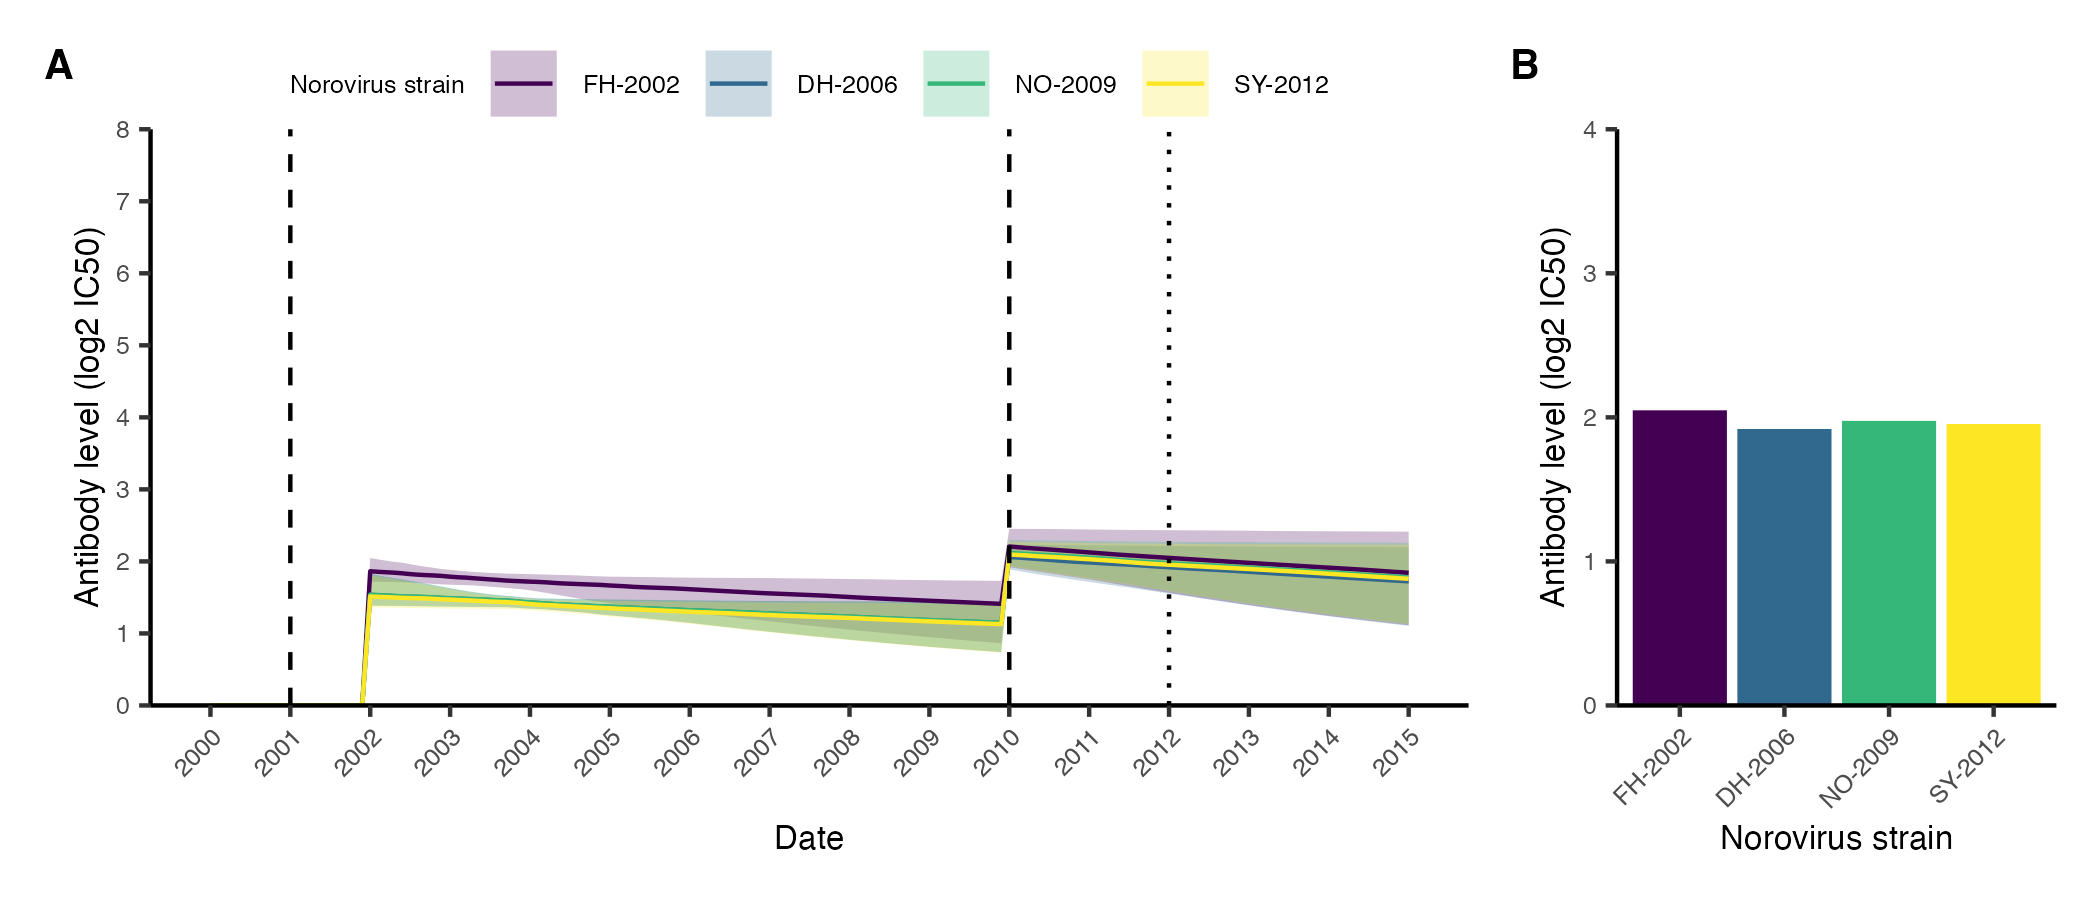 A
Norovirus strain FH-2002 DH-2006 NO-2009 SY-2012
Antibody level (log2 IC50)
8
7
6
5
4
3
2
1
0
2000 2001 2002 2003 2004 2005 2006 2007 2008 2009 2010 2011 2012 2013 2014 2015
Date
B
Antibody level (log2 IC50)
4
3
2
1
0
FH-2002 DH-2006 NO-2009 SY-2012
Norovirus strain